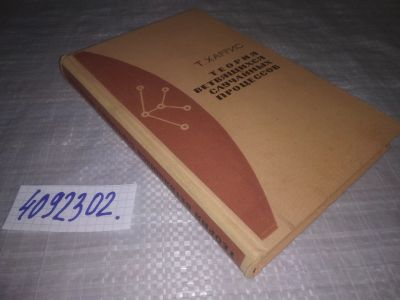 Т. ХАРРИС
ТЕОРИЯ
ВЕТВЯЩИХСЯ
СЛУЧАЙНЫХ
ПРОЦЕССОВ
4092302.